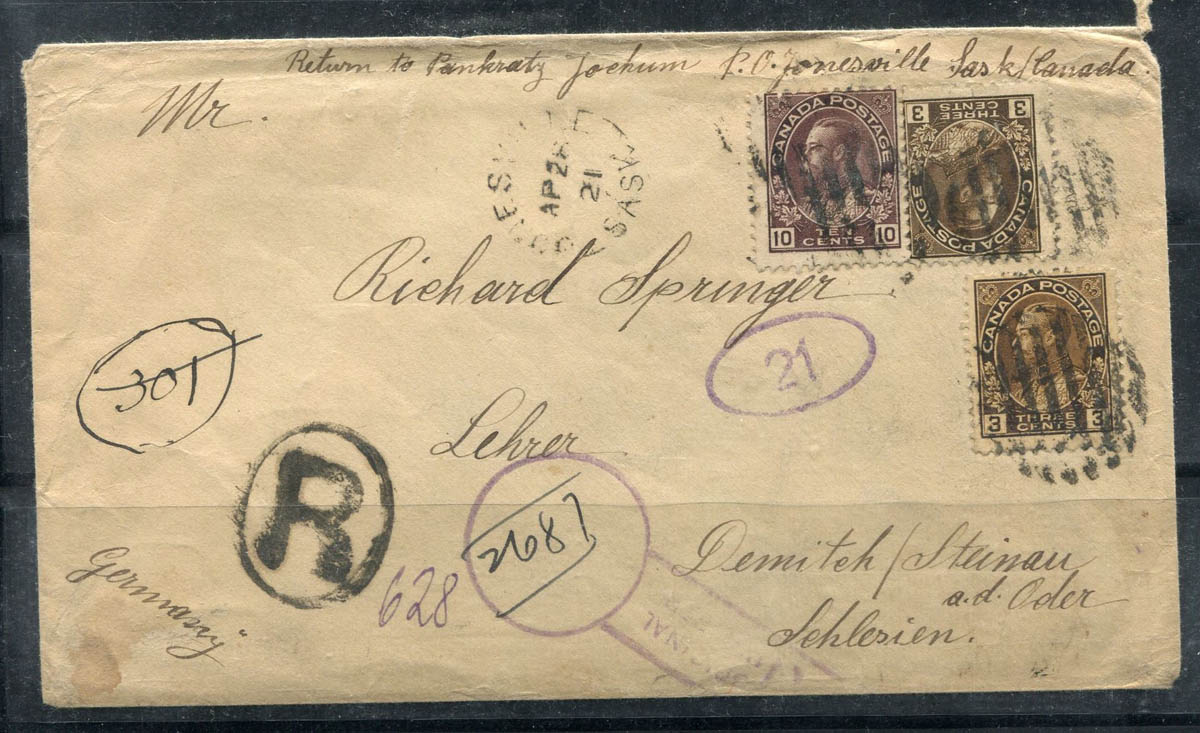 Return to Pankratz Jochum P.O. Jonesville Sask/Canada.
Mr.
AP 28
21
SASK
CANADA POSTAGE
10 TEN CENTS 10
CANADA POSTAGE
3 THREE CENTS 3
Richard Springer
CANADA POSTAGE
3 THREE CENTS 3
21
301
Lehrer
R
2687
628
Demitch/Steinau
a.d. Oder
Schlesien.
Germany"